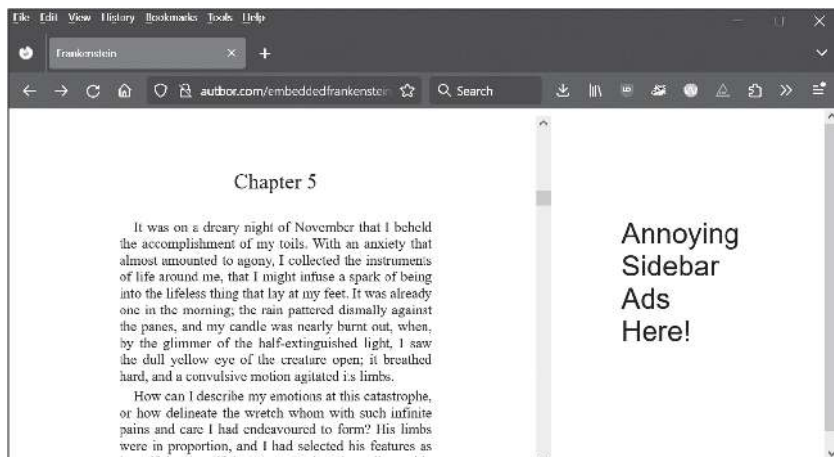 File Edit View History Bookmarks Tools Help
Frankenstein
autbor.com/embeddedfrankenstein
Search
Chapter 5
It was on a dreary night of November that I beheld
the accomplishment of my toils. With an anxiety that
almost amounted to agony, I collected the instruments
of life around me, that I might infuse a spark of being
into the lifeless thing that lay at my feet. It was already
one in the morning; the rain pattered dismally against
the panes, and my candle was nearly burnt out, when,
by the glimmer of the half-extinguished light, I saw
the dull yellow eye of the creature open; it breathed
hard, and a convulsive motion agitated its limbs.
How can I describe my emotions at this catastrophe,
or how delineate the wretch whom with such infinite
pains and care I had endeavoured to form? His limbs
were in proportion, and I had selected his features as
Annoying
Sidebar
Ads
Here!